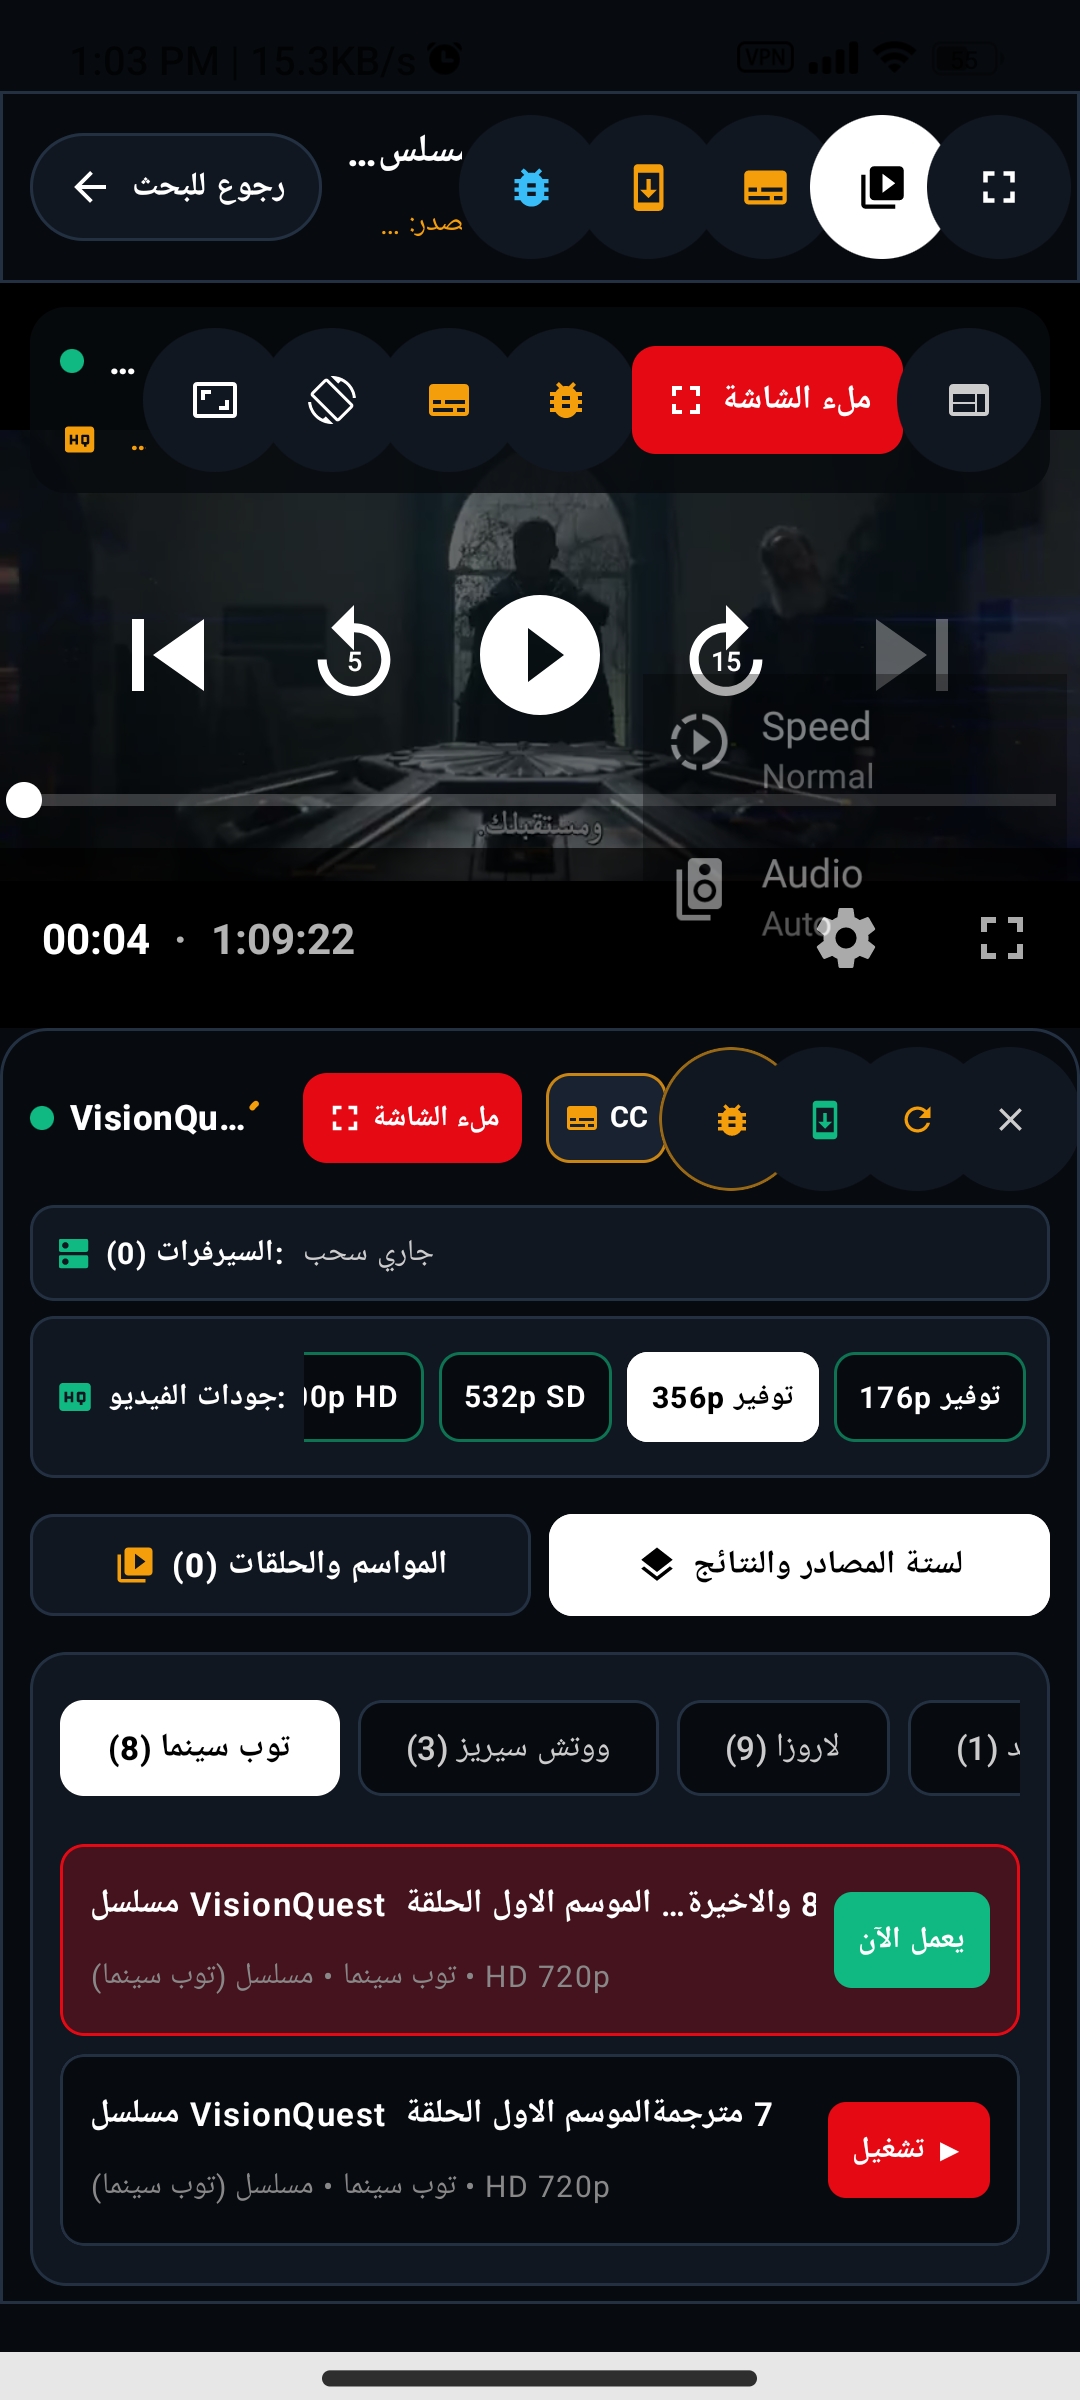 1:03 PM | 15.3KB/s
VPN
55
رجوع للبحث
...
...
...
HQ
..
ملء الشاشة
5
15
Speed
Normal
ومستقبلك.
Audio
Auto
00:04 · 1:09:22
VisionQu...
ملء الشاشة
CC
السيرفرات (0):
جاري سحب
HQ
جودات الفيديو:
0p HD
532p SD
توفير 356p
توفير 176p
المواسم والحلقات (0)
لستة المصادر والنتائج
توب سينما (8)
ووتش سيريز (3)
لاروزا (9)
د (1)
مسلسل VisionQuest الموسم الاول الحلقة 8 والاخيرة...
مسلسل (توب سينما) • توب سينما • HD 720p
يعمل الآن
مسلسل VisionQuest الموسم الاول الحلقة 7 مترجمة
مسلسل (توب سينما) • توب سينما • HD 720p
تشغيل ▶